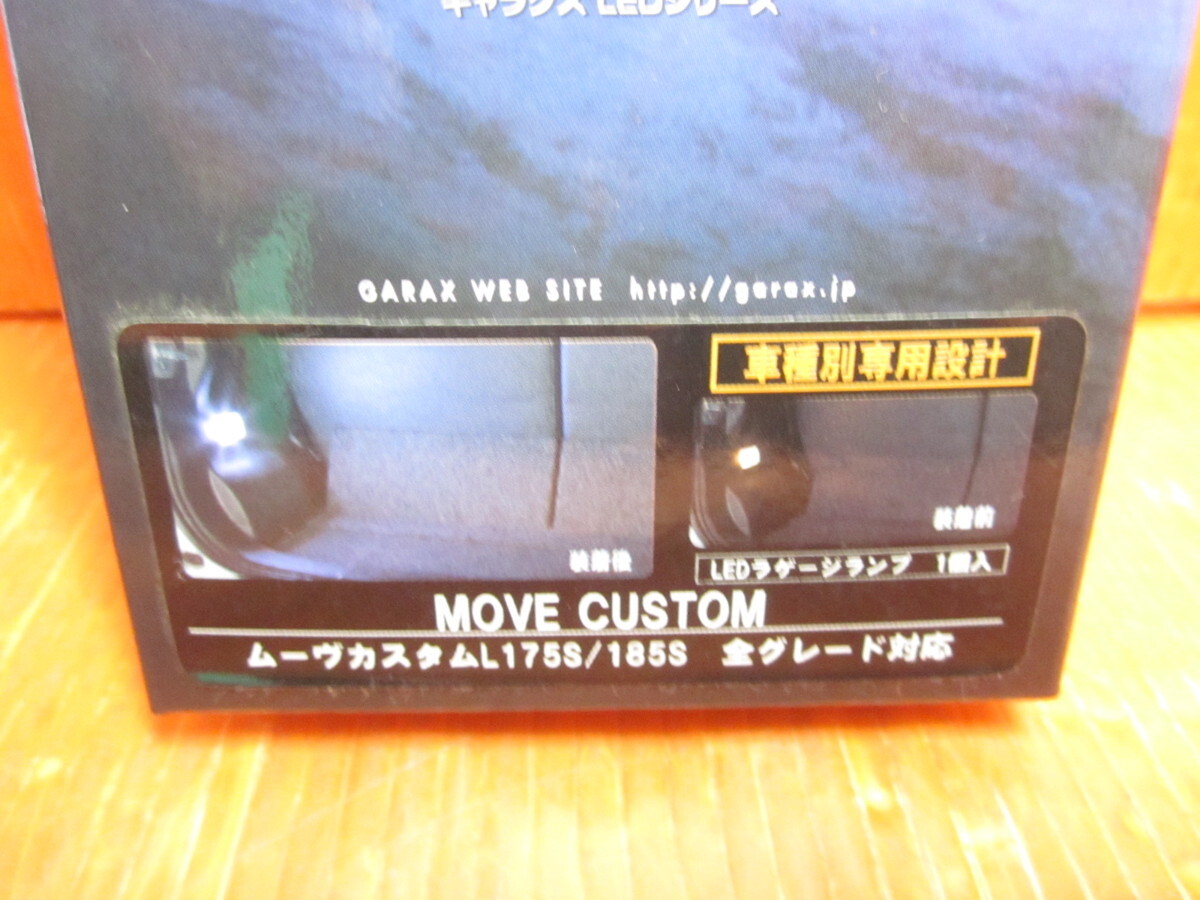 ギャラクス LEDシリーズ
GARAX WEB SITE http://garax.jp
車種別専用設計
装着後
装着前
LEDラゲージランプ 1個入
MOVE CUSTOM
ムーヴカスタムL175S/185S 全グレード対応